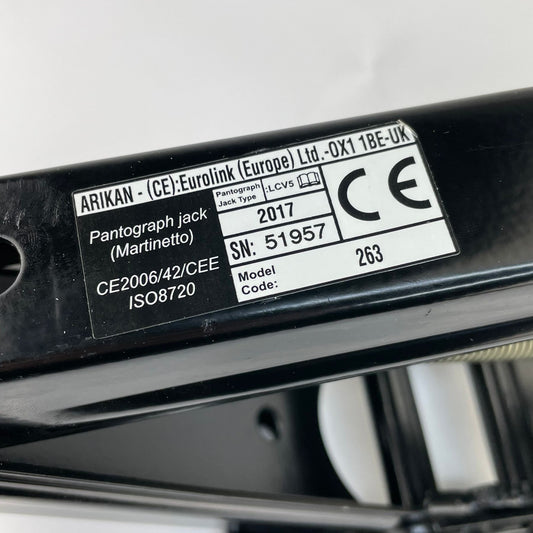 ARIKAN - (CE):Eurolink (Europe) Ltd.-OX1 1BE-UK
Pantograph jack
(Martinetto)
CE2006/42/CEE
ISO8720
Pantograph
Jack Type :LCV5
2017
SN: 51957
Model
Code: 263
CE